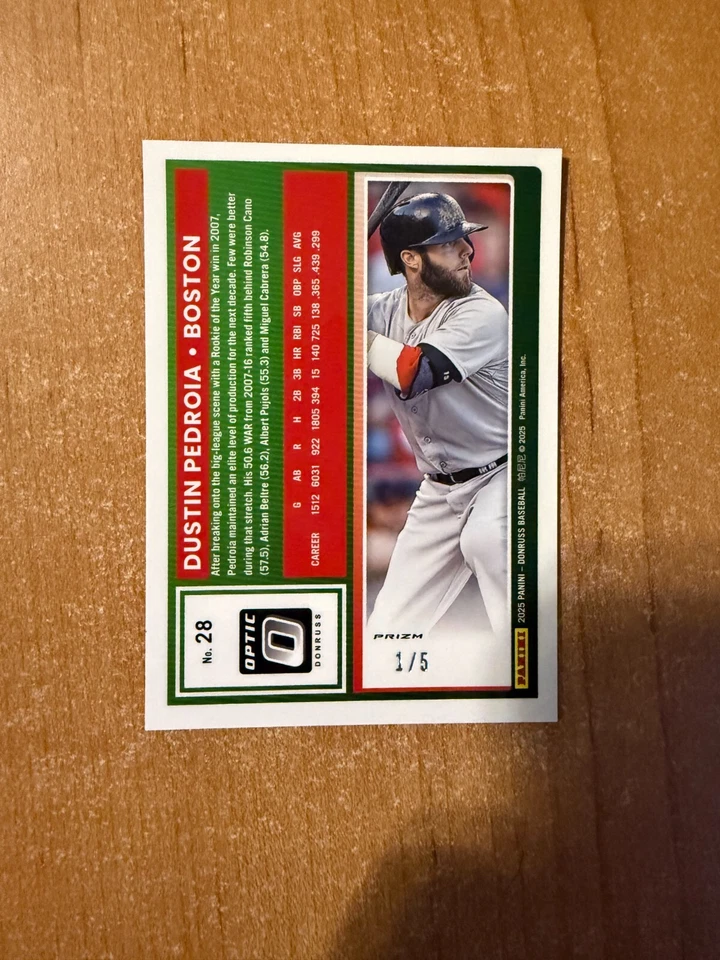 DUSTIN PEDROIA • BOSTON
After breaking onto the big-league scene with a Rookie of the Year win in 2007,
Pedroia maintained an elite level of production for the next decade. Few were better
during that stretch. His 50.6 WAR from 2007-16 ranked fifth behind Robinson Cano
(57.5), Adrian Beltre (56.2), Albert Pujols (55.3) and Miguel Cabrera (54.8).
G AB R H 2B 3B HR RBI SB OBP SLG AVG
CAREER 1512 6031 922 1805 394 15 140 725 138 .365 .439 .299
No. 28
OPTIC
O
DONRUSS
PRIZM
1/5
PANINI
2025 PANINI – DONRUSS BASEBALL 帕尼尼 © 2025 Panini America, Inc.